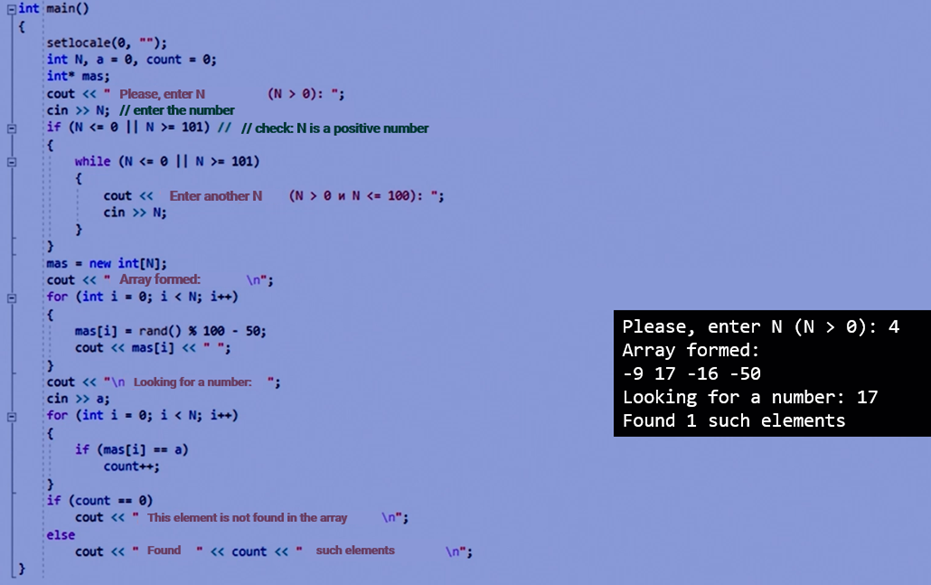 int main()
{
setlocale(0, "");
int N, a = 0, count = 0;
int* mas;
cout << " Please, enter N (N > 0): ";
cin >> N; // enter the number
if (N <= 0 || N >= 101) // // check: N is a positive number
{
while (N <= 0 || N >= 101)
{
cout << Enter another N (N > 0 и N <= 100): ";
cin >> N;
}
}
mas = new int[N];
cout << " Array formed: \n";
for (int i = 0; i < N; i++)
{
mas[i] = rand() % 100 - 50;
cout << mas[i] << " ";
}
cout << "\n Looking for a number: ";
cin >> a;
for (int i = 0; i < N; i++)
{
if (mas[i] == a)
count++;
}
if (count == 0)
cout << " This element is not found in the array \n";
else
cout << " Found " << count << " such elements \n";
}
Please, enter N (N > 0): 4
Array formed:
-9 17 -16 -50
Looking for a number: 17
Found 1 such elements